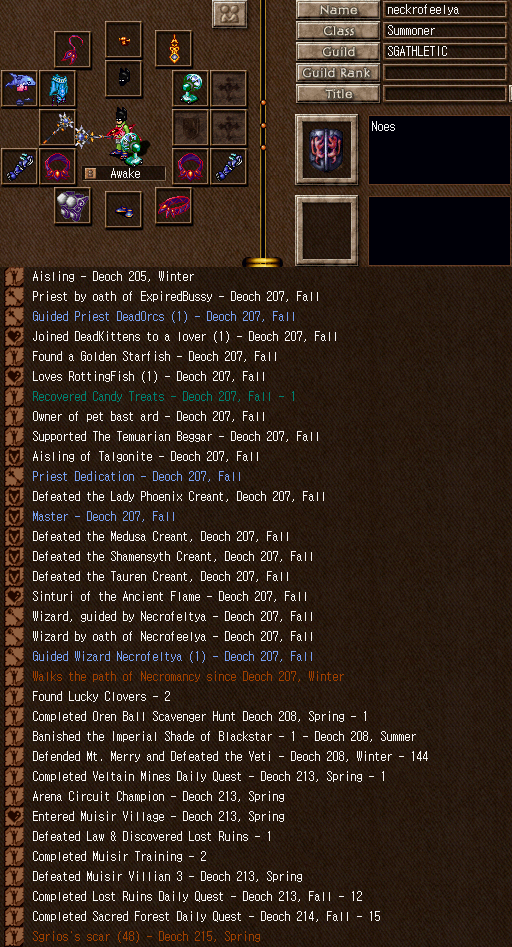 Name
neckrofeelya
Class
Summoner
Guild
SGATHLETIC
Guild Rank
Title
Noes
Awake
Aisling - Deoch 205, Winter
Priest by oath of ExpiredBussy - Deoch 207, Fall
Guided Priest DeadOrcs (1) - Deoch 207, Fall
Joined DeadKittens to a lover (1) - Deoch 207, Fall
Found a Golden Starfish - Deoch 207, Fall
Loves RottingFish (1) - Deoch 207, Fall
Recovered Candy Treats - Deoch 207, Fall - 1
Owner of pet bast ard - Deoch 207, Fall
Supported The Temuarian Beggar - Deoch 207, Fall
Aisling of Talgonite - Deoch 207, Fall
Priest Dedication - Deoch 207, Fall
Defeated the Lady Phoenix Creant, Deoch 207, Fall
Master - Deoch 207, Fall
Defeated the Medusa Creant, Deoch 207, Fall
Defeated the Shamensyth Creant, Deoch 207, Fall
Defeated the Tauren Creant, Deoch 207, Fall
Sinturi of the Ancient Flame - Deoch 207, Fall
Wizard, guided by Necrofeltya - Deoch 207, Fall
Wizard by oath of Necrofeelya - Deoch 207, Fall
Guided Wizard Necrofeltya (1) - Deoch 207, Fall
Walks the path of Necromancy since Deoch 207, Winter
Found Lucky Clovers - 2
Completed Oren Ball Scavenger Hunt Deoch 208, Spring - 1
Banished the Imperial Shade of Blackstar - 1 - Deoch 208, Summer
Defended Mt. Merry and Defeated the Yeti - Deoch 208, Winter - 144
Completed Veltain Mines Daily Quest - Deoch 213, Spring - 1
Arena Circuit Champion - Deoch 213, Spring
Entered Muisir Village - Deoch 213, Spring
Defeated Law & Discovered Lost Ruins - 1
Completed Muisir Training - 2
Defeated Muisir Villian 3 - Deoch 213, Spring
Completed Lost Ruins Daily Quest - Deoch 213, Fall - 12
Completed Sacred Forest Daily Quest - Deoch 214, Fall - 15
Sgrios's scar (48) - Deoch 215, Spring